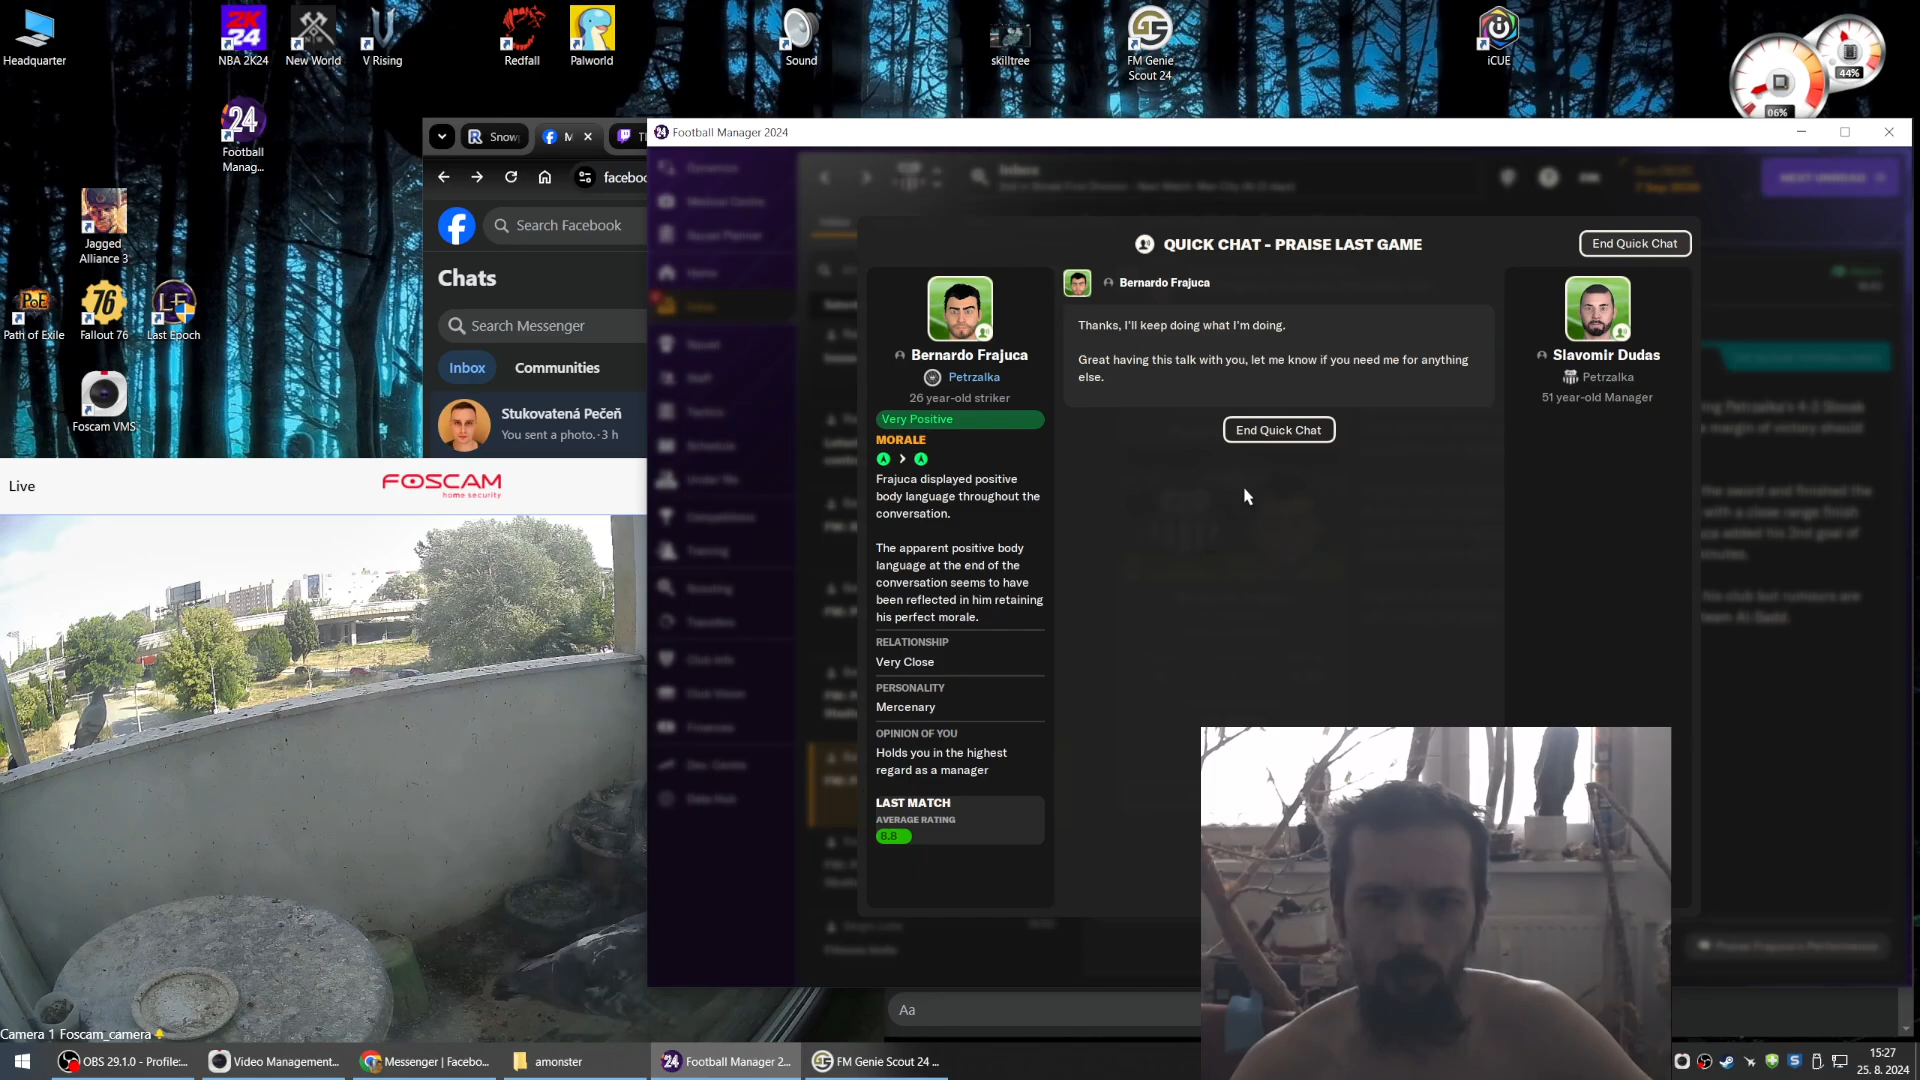 Headquarter
NBA 2K24
New World
V Rising
Redfall
Palworld
Sound
skilltree
FM Genie
Scout 24
iCUE
44%
06%
24
Football
Manag...
Jagged
Alliance 3
Path of Exile
Fallout 76
Last Epoch
Foscam VMS
Snow
M
Football Manager 2024
facebo
Search Facebook
Chats
Search Messenger
Inbox
Communities
Stukovatená Pečeň
You sent a photo. · 3 h
Live
FOSCAM
home security
Camera 1 Foscam_camera
Inbox
QUICK CHAT - PRAISE LAST GAME
End Quick Chat
Bernardo Frajuca
Petrzalka
26 year-old striker
Very Positive
MORALE
Frajuca displayed positive
body language throughout the
conversation.
The apparent positive body
language at the end of the
conversation seems to have
been reflected in him retaining
his perfect morale.
RELATIONSHIP
Very Close
PERSONALITY
Mercenary
OPINION OF YOU
Holds you in the highest
regard as a manager
LAST MATCH
AVERAGE RATING
8.8
Bernardo Frajuca
Thanks, I'll keep doing what I'm doing.
Great having this talk with you, let me know if you need me for anything
else.
End Quick Chat
Slavomir Dudas
Petrzalka
51 year-old Manager
Aa
OBS 29.1.0 - Profile:...
Video Management...
Messenger | Facebo...
amonster
Football Manager 2...
FM Genie Scout 24 ...
15:27
25. 8. 2024